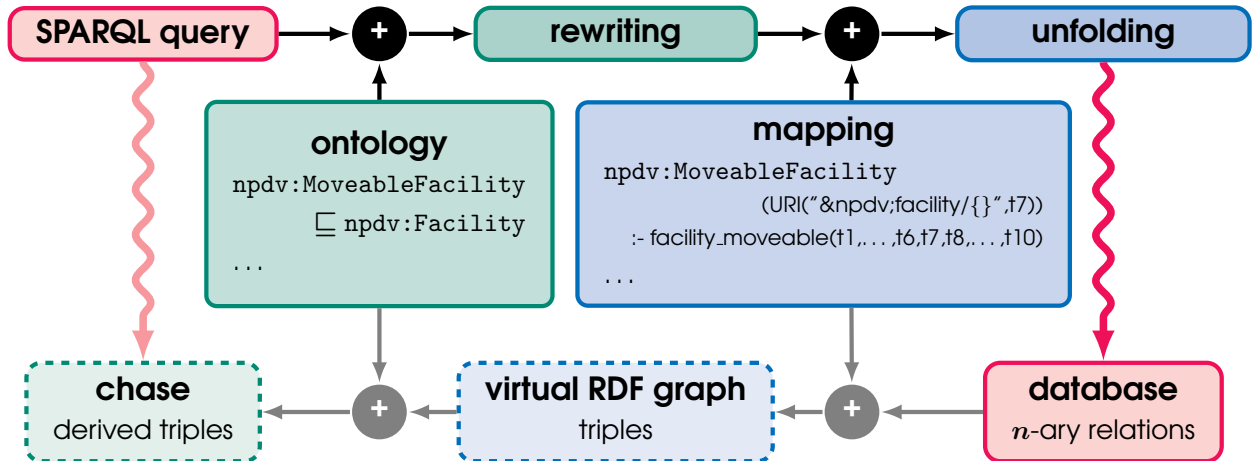 SPARQL query
+
rewriting
+
unfolding
ontology
npdv:MoveableFacility
⊑ npdv:Facility
...
mapping
npdv:MoveableFacility
(URI("&npdv;facility/{}",t7))
:- facility_moveable(t1,...,t6,t7,t8,...,t10)
...
chase
derived triples
+
virtual RDF graph
triples
+
database
n-ary relations